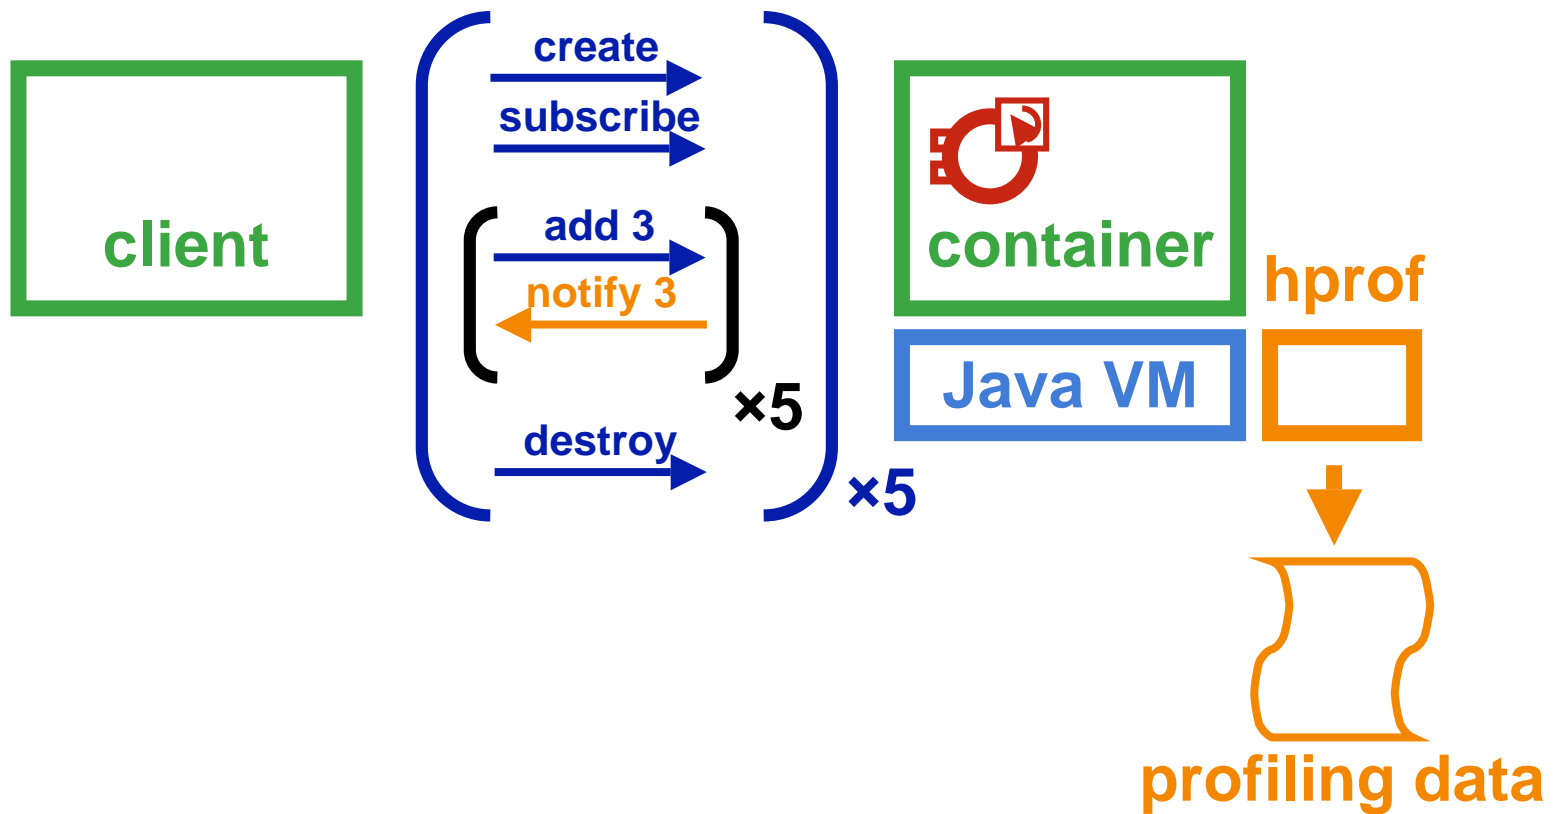 create
subscribe
client
add 3
notify 3
×5
destroy
×5
container
hprof
Java VM
profiling data